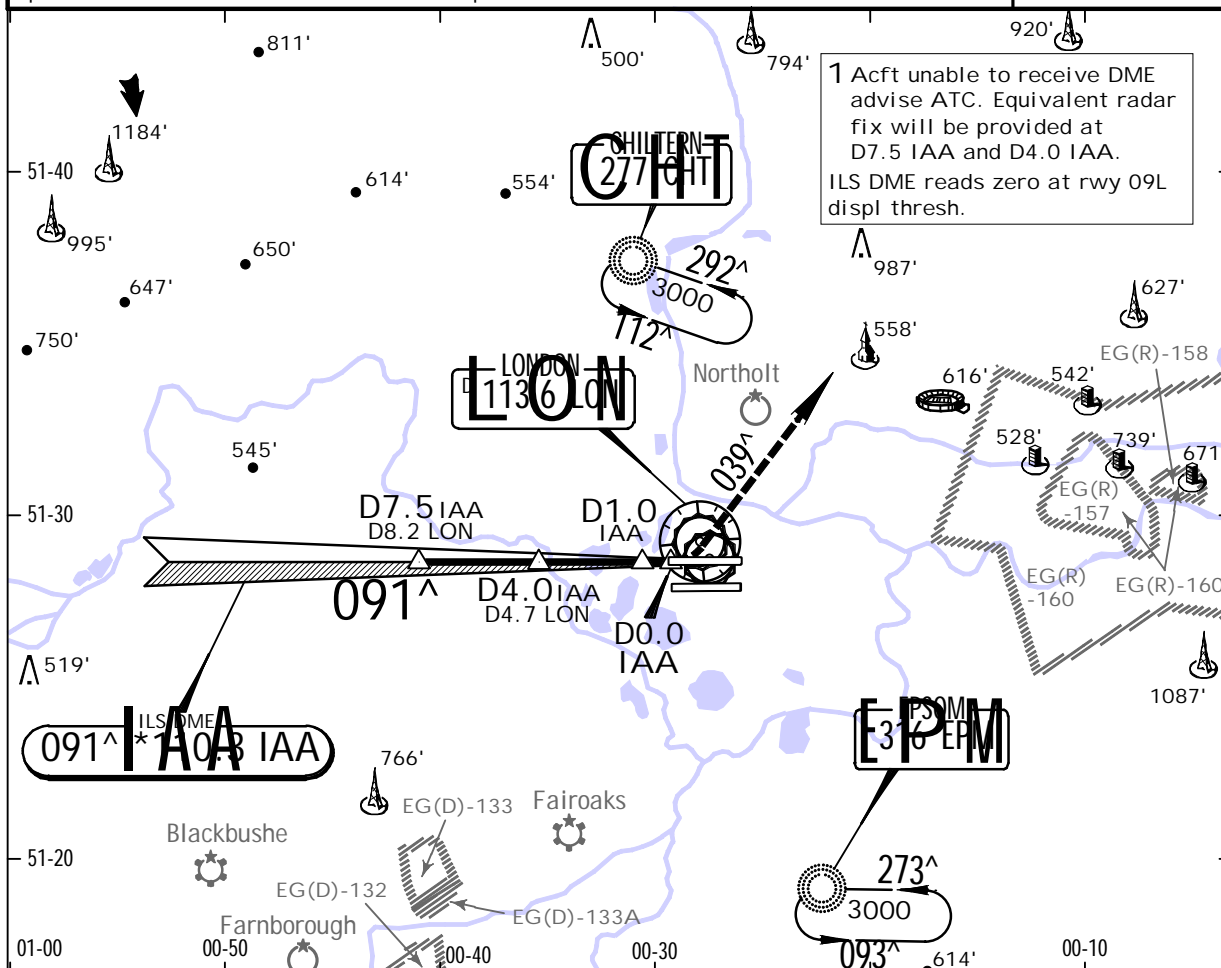 811'
500'
794'
920'
1 Acft unable to receive DME
advise ATC. Equivalent radar
fix will be provided at
D7.5 IAA and D4.0 IAA.
ILS DME reads zero at rwy 09L
displ thresh.
1184'
CHILTERN
277 CHT
C H T
51-40
614'
554'
995'
650'
292^
3000
112^
987'
647'
627'
750'
558'
LONDON
D 113.6 LON
L O N
Northolt
EG(R)-158
616'
542'
039^
545'
528'
739'
671'
51-30
D7.5 IAA
D8.2 LON
D1.0
IAA
EG(R)
-157
091^
D4.0 IAA
D4.7 LON
EG(R)
-160
EG(R)-160
D0.0
IAA
519'
1087'
ILS DME
091^ *110.3 IAA
I A A
EPSOM
316 EPM
E P M
766'
EG(D)-133
Fairoaks
Blackbushe
51-20
EG(D)-132
EG(D)-133A
273^
3000
093^
Farnborough
614'
01-00
00-50
00-40
00-30
00-10